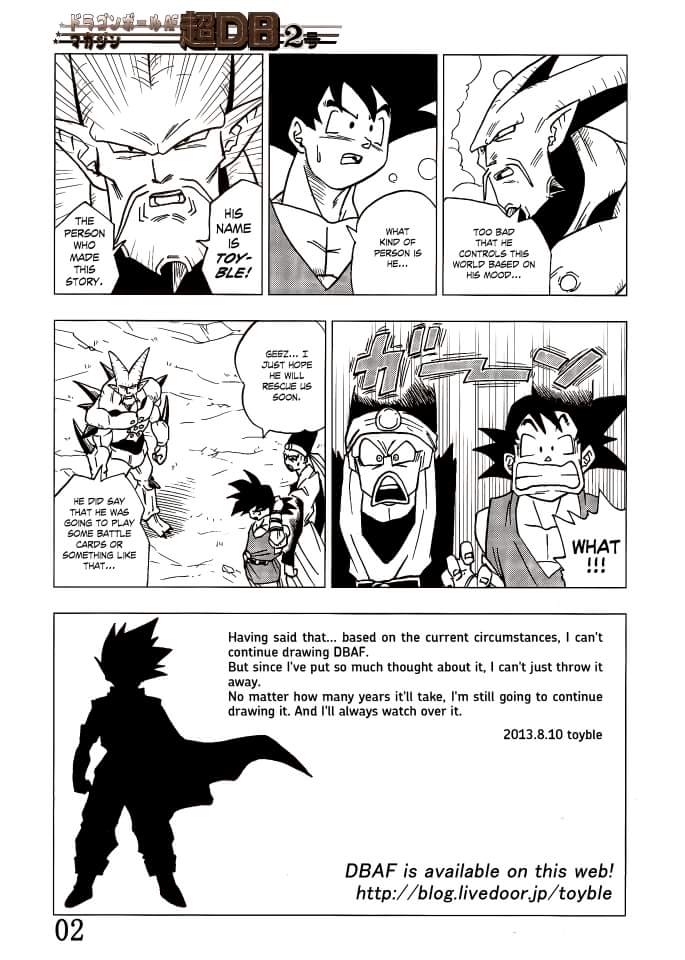 ドラゴンボールAF
マガジン
超DB
2号
TOO BAD
THAT HE
CONTROLS THIS
WORLD BASED ON
HIS MOOD...
WHAT
KIND OF
PERSON IS
HE...
HIS
NAME
IS
TOY-
BLE!
THE
PERSON
WHO
MADE
THIS
STORY.
ガーーン
WHAT
!!!
GEEZ... I
JUST HOPE
HE WILL
RESCUE US
SOON.
HE DID SAY
THAT HE WAS
GOING TO PLAY
SOME BATTLE
CARDS OR
SOMETHING LIKE
THAT...
Having said that... based on the current circumstances, I can't
continue drawing DBAF.
But since I've put so much thought about it, I can't just throw it
away.
No matter how many years it'll take, I'm still going to continue
drawing it. And I'll always watch over it.
2013.8.10 toyble
DBAF is available on this web!
http://blog.livedoor.jp/toyble
02